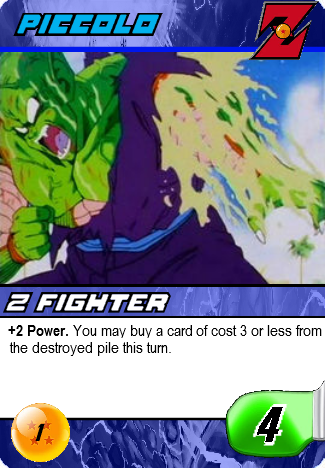 PICCOLO
Z
Z FIGHTER
+2 Power. You may buy a card of cost 3 or less from
the destroyed pile this turn.
1
4